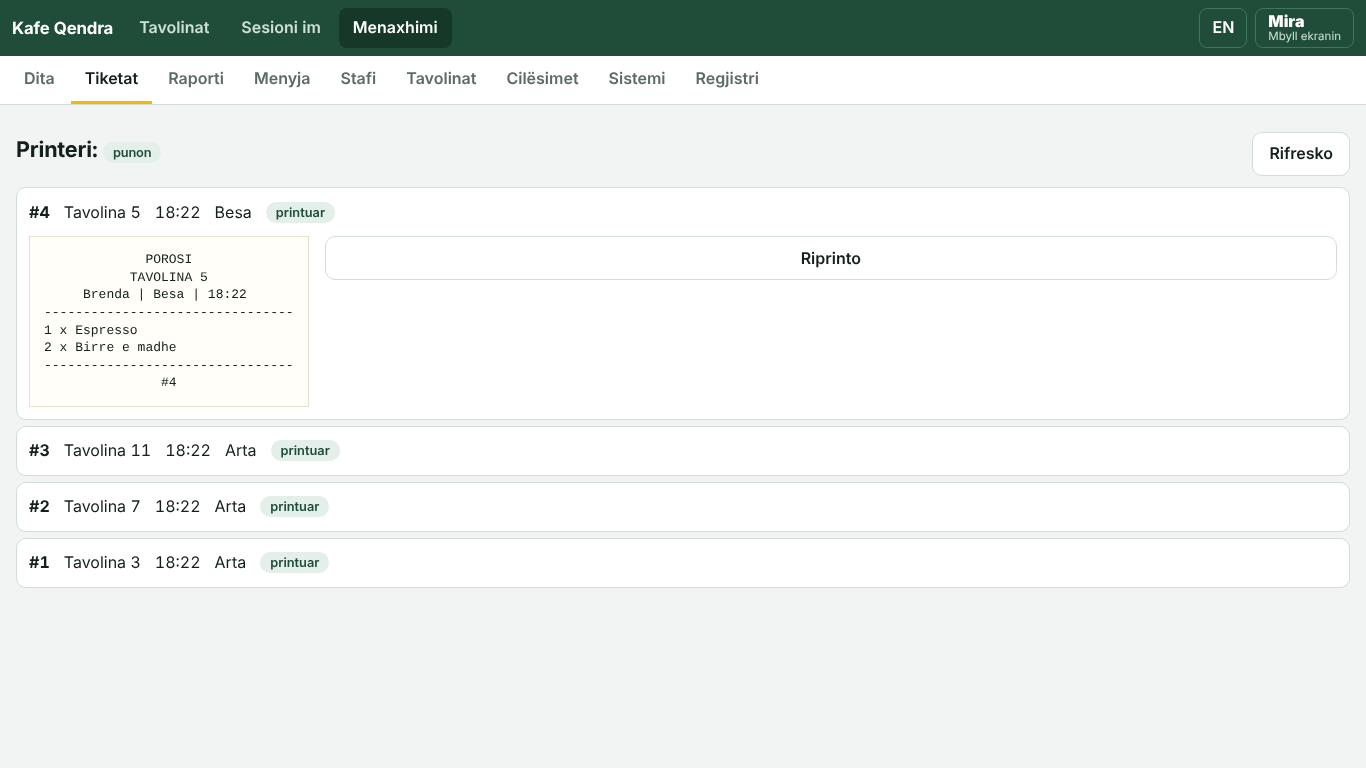 Kafe Qendra Tavolinat Sesioni im Menaxhimi EN Mira
Mbyll ekranin
Dita Tiketat Raporti Menyja Stafi Tavolinat Cilësimet Sistemi Regjistri
Printeri: punon Rifresko
#4 Tavolina 5 18:22 Besa printuar
POROSI
TAVOLINA 5
Brenda | Besa | 18:22
--------------------------------
1 x Espresso
2 x Birre e madhe
--------------------------------
#4
Riprinto
#3 Tavolina 11 18:22 Arta printuar
#2 Tavolina 7 18:22 Arta printuar
#1 Tavolina 3 18:22 Arta printuar